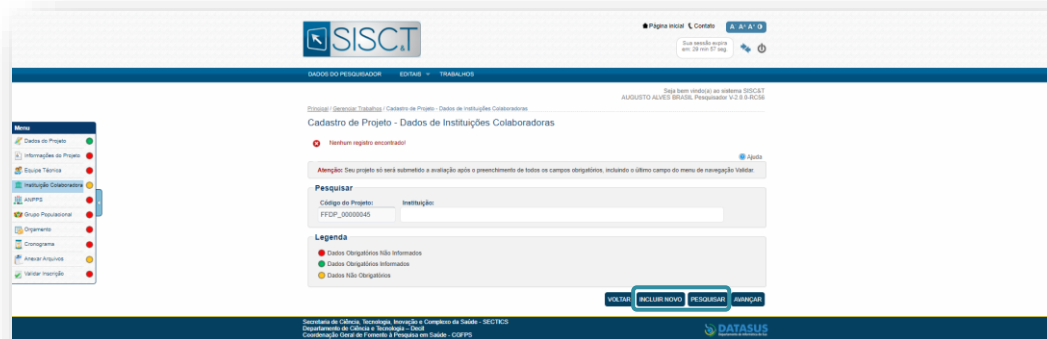 SISCT&I
Página Inicial Contato A- A+ A↑
Sua sessão expira
em: 29 min 57 seg.
DADOS DO PESQUISADOR EDITAIS TRABALHOS
Seja bem vindo(a) ao sistema SISC&T
AUGUSTO ALVES BRASIL Pesquisador V-2.9.9-RC56
Principal / Gerenciar Trabalhos / Cadastro de Projeto - Dados de Instituições Colaboradoras
Cadastro de Projeto - Dados de Instituições Colaboradoras
Nenhum registro encontrado!
Ajuda
Atenção: Seu projeto só será submetido a avaliação após o preenchimento de todos os campos obrigatórios, incluindo o último campo do menu de navegação Validar.
Menu
Dados do Projeto
Informações do Projeto
Equipe Técnica
Instituição Colaboradora
ANPPS
Grupo Populacional
Orçamento
Cronograma
Anexar Arquivos
Validar Inscrição
Pesquisar
Código do Projeto: Instituição:
FFDP_00000045
Legenda
Dados Obrigatórios Não Informados
Dados Obrigatórios Informados
Dados Não Obrigatórios
VOLTAR INCLUIR NOVO PESQUISAR AVANÇAR
Secretaria de Ciência, Tecnologia, Inovação e Complexo da Saúde - SECTICS
Departamento de Ciência e Tecnologia – Decit
Coordenação Geral de Fomento à Pesquisa em Saúde - CGFPS
DATASUS